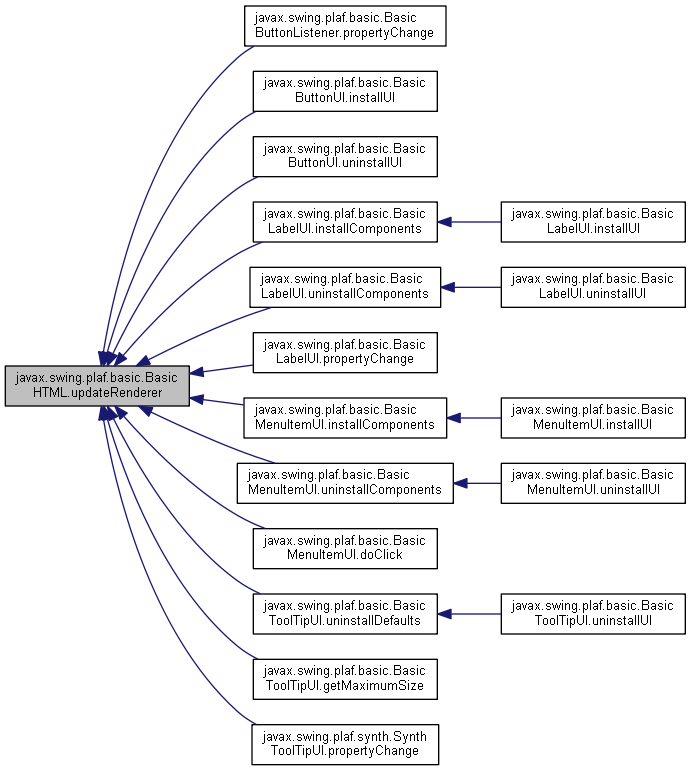 javax.swing.plaf.basic.Basic
ButtonListener.propertyChange
javax.swing.plaf.basic.Basic
ButtonUI.installUI
javax.swing.plaf.basic.Basic
ButtonUI.uninstallUI
javax.swing.plaf.basic.Basic
LabelUI.installComponents
javax.swing.plaf.basic.Basic
LabelUI.installUI
javax.swing.plaf.basic.Basic
LabelUI.uninstallComponents
javax.swing.plaf.basic.Basic
LabelUI.uninstallUI
javax.swing.plaf.basic.Basic
LabelUI.propertyChange
javax.swing.plaf.basic.Basic
HTML.updateRenderer
javax.swing.plaf.basic.Basic
MenuItemUI.installComponents
javax.swing.plaf.basic.Basic
MenuItemUI.installUI
javax.swing.plaf.basic.Basic
MenuItemUI.uninstallComponents
javax.swing.plaf.basic.Basic
MenuItemUI.uninstallUI
javax.swing.plaf.basic.Basic
MenuItemUI.doClick
javax.swing.plaf.basic.Basic
ToolTipUI.uninstallDefaults
javax.swing.plaf.basic.Basic
ToolTipUI.uninstallUI
javax.swing.plaf.basic.Basic
ToolTipUI.getMaximumSize
javax.swing.plaf.synth.Synth
ToolTipUI.propertyChange